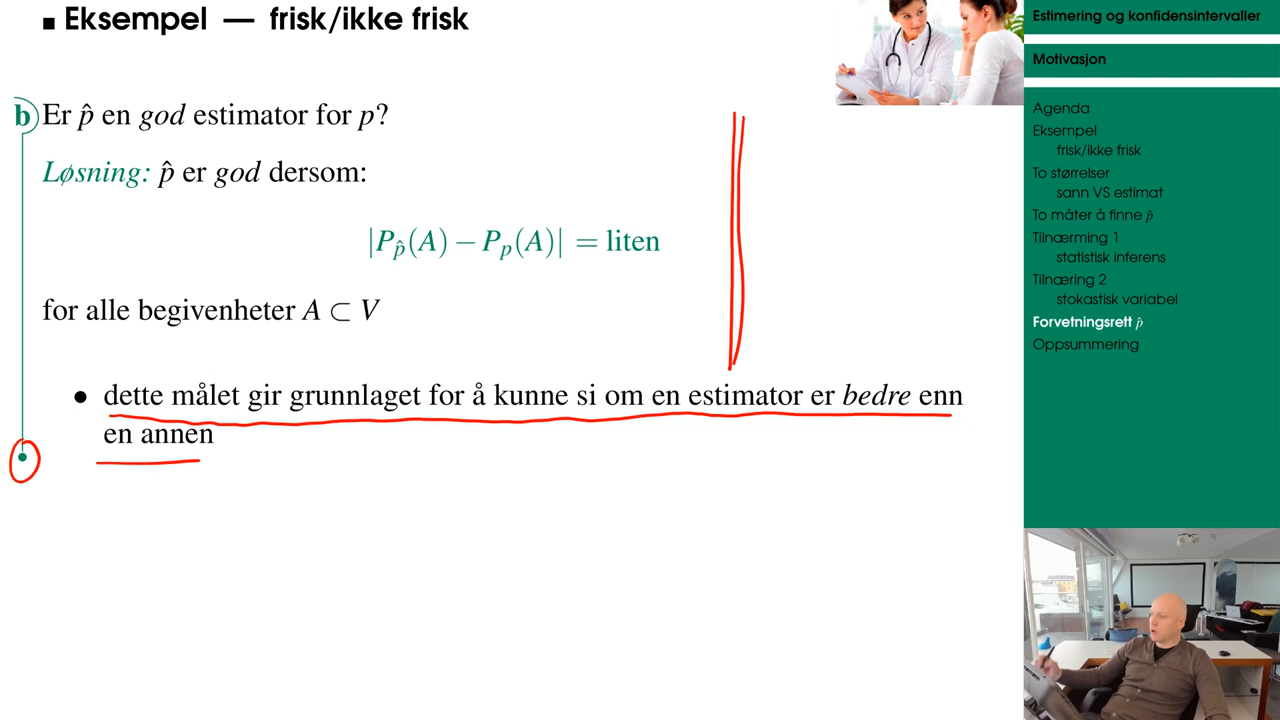 ■ Eksempel — frisk/ikke frisk
b Er p̂ en god estimator for p?
Løsning: p̂ er god dersom:
|P_p̂(A) − P_p(A)| = liten
for alle begivenheter A ⊂ V
• dette målet gir grunnlaget for å kunne si om en estimator er bedre enn
en annen
Estimering og konfidensintervaller
Motivasjon
Agenda
Eksempel
frisk/ikke frisk
To størrelser
sann VS estimat
To måter å finne p̂
Tilnærming 1
statistisk inferens
Tilnæring 2
stokastisk variabel
Forvetningsrett p̂
Oppsummering